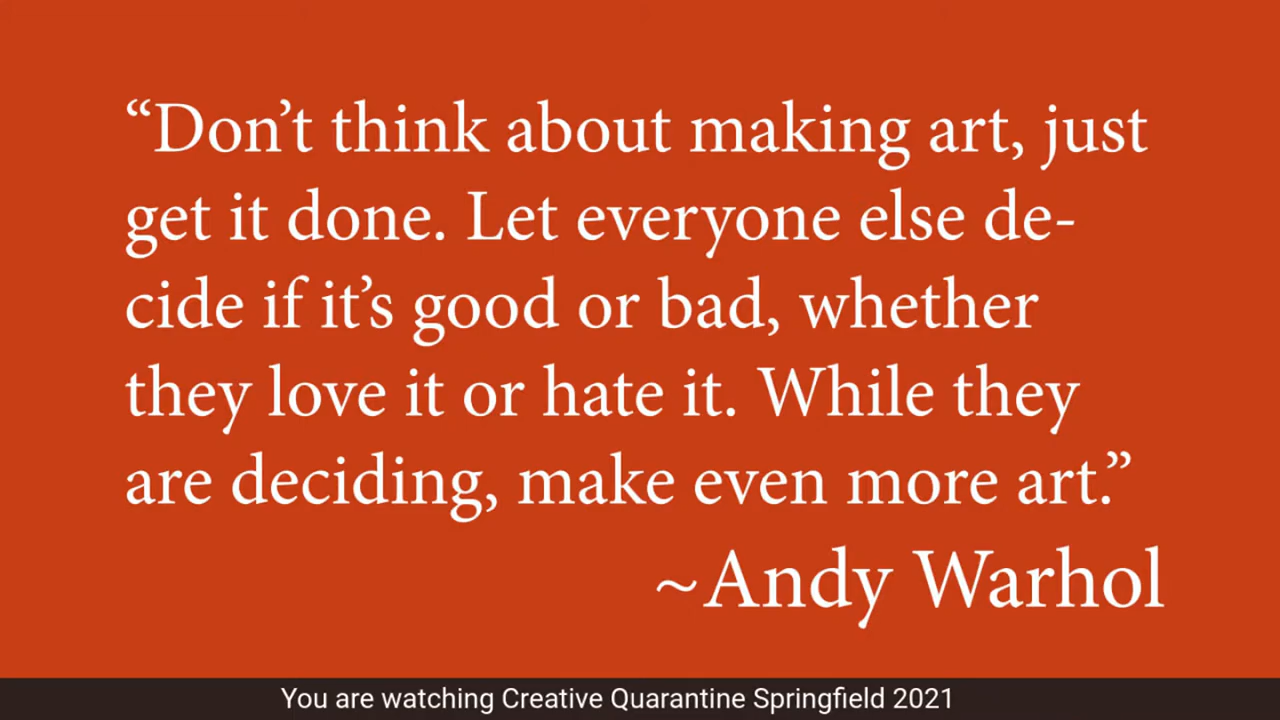 “Don’t think about making art, just
get it done. Let everyone else de-
cide if it’s good or bad, whether
they love it or hate it. While they
are deciding, make even more art.”
~Andy Warhol
You are watching Creative Quarantine Springfield 2021